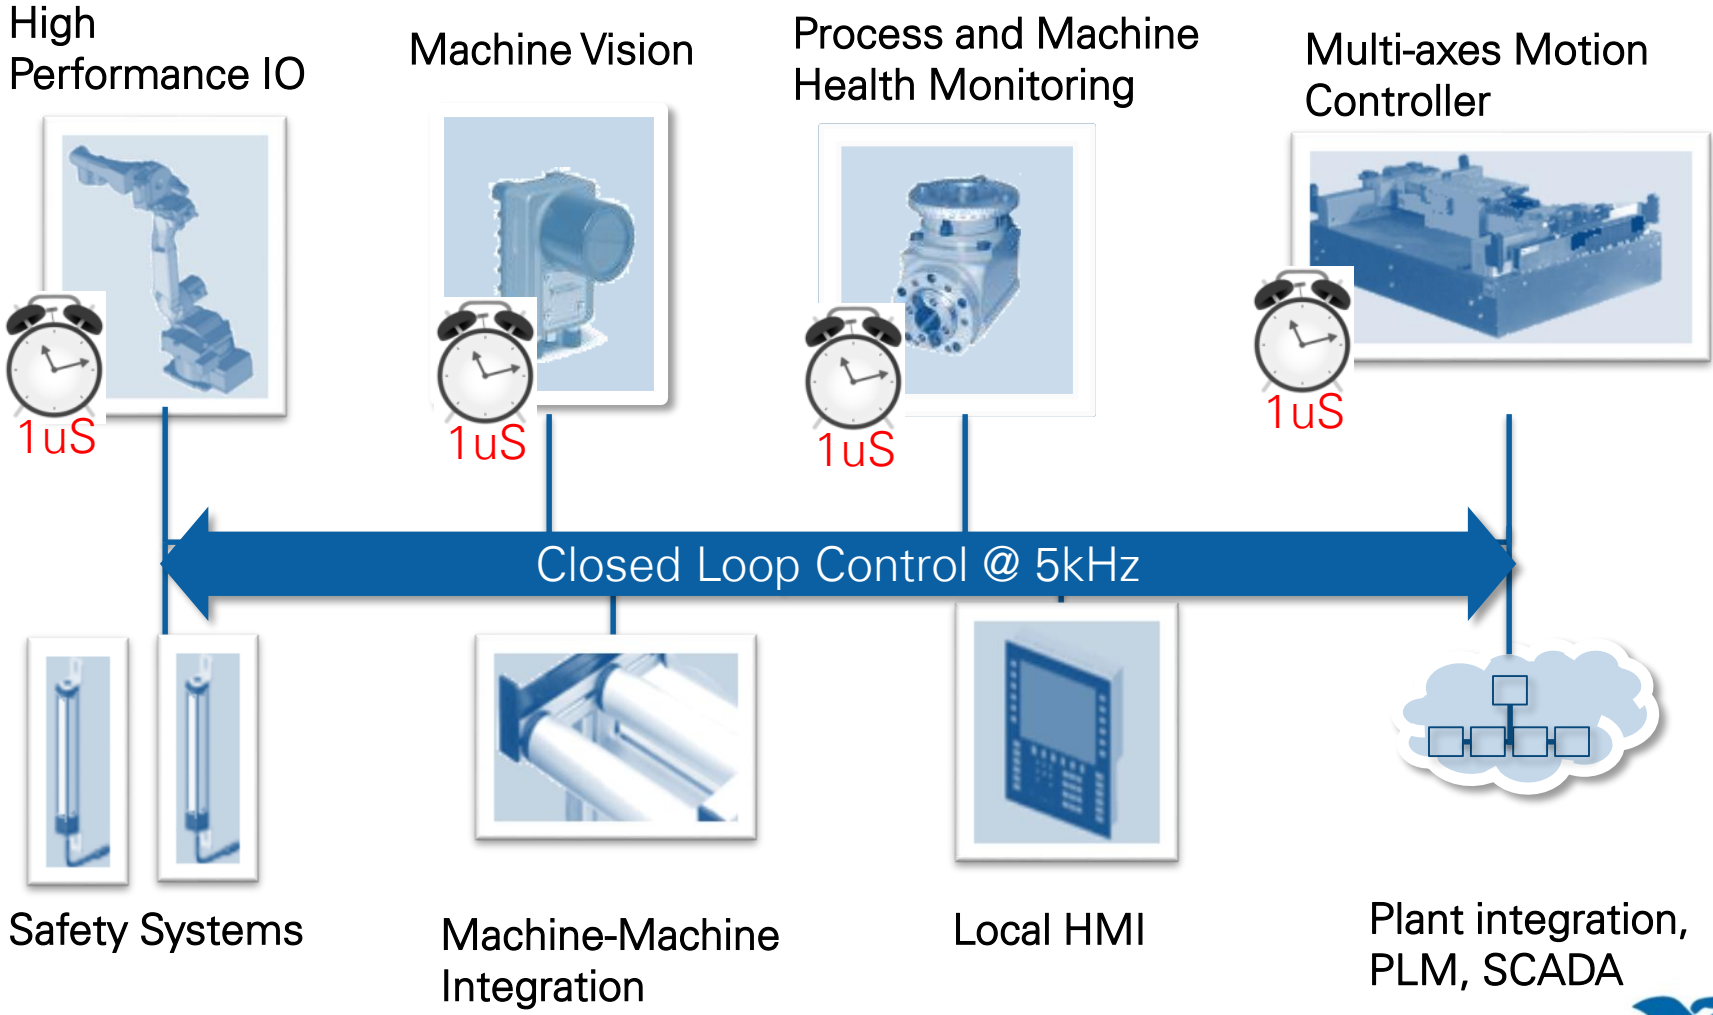 High
Performance IO
Machine Vision
Process and Machine
Health Monitoring
Multi-axes Motion
Controller
1uS
1uS
1uS
1uS
Closed Loop Control @ 5kHz
Safety Systems
Machine-Machine
Integration
Local HMI
Plant integration,
PLM, SCADA